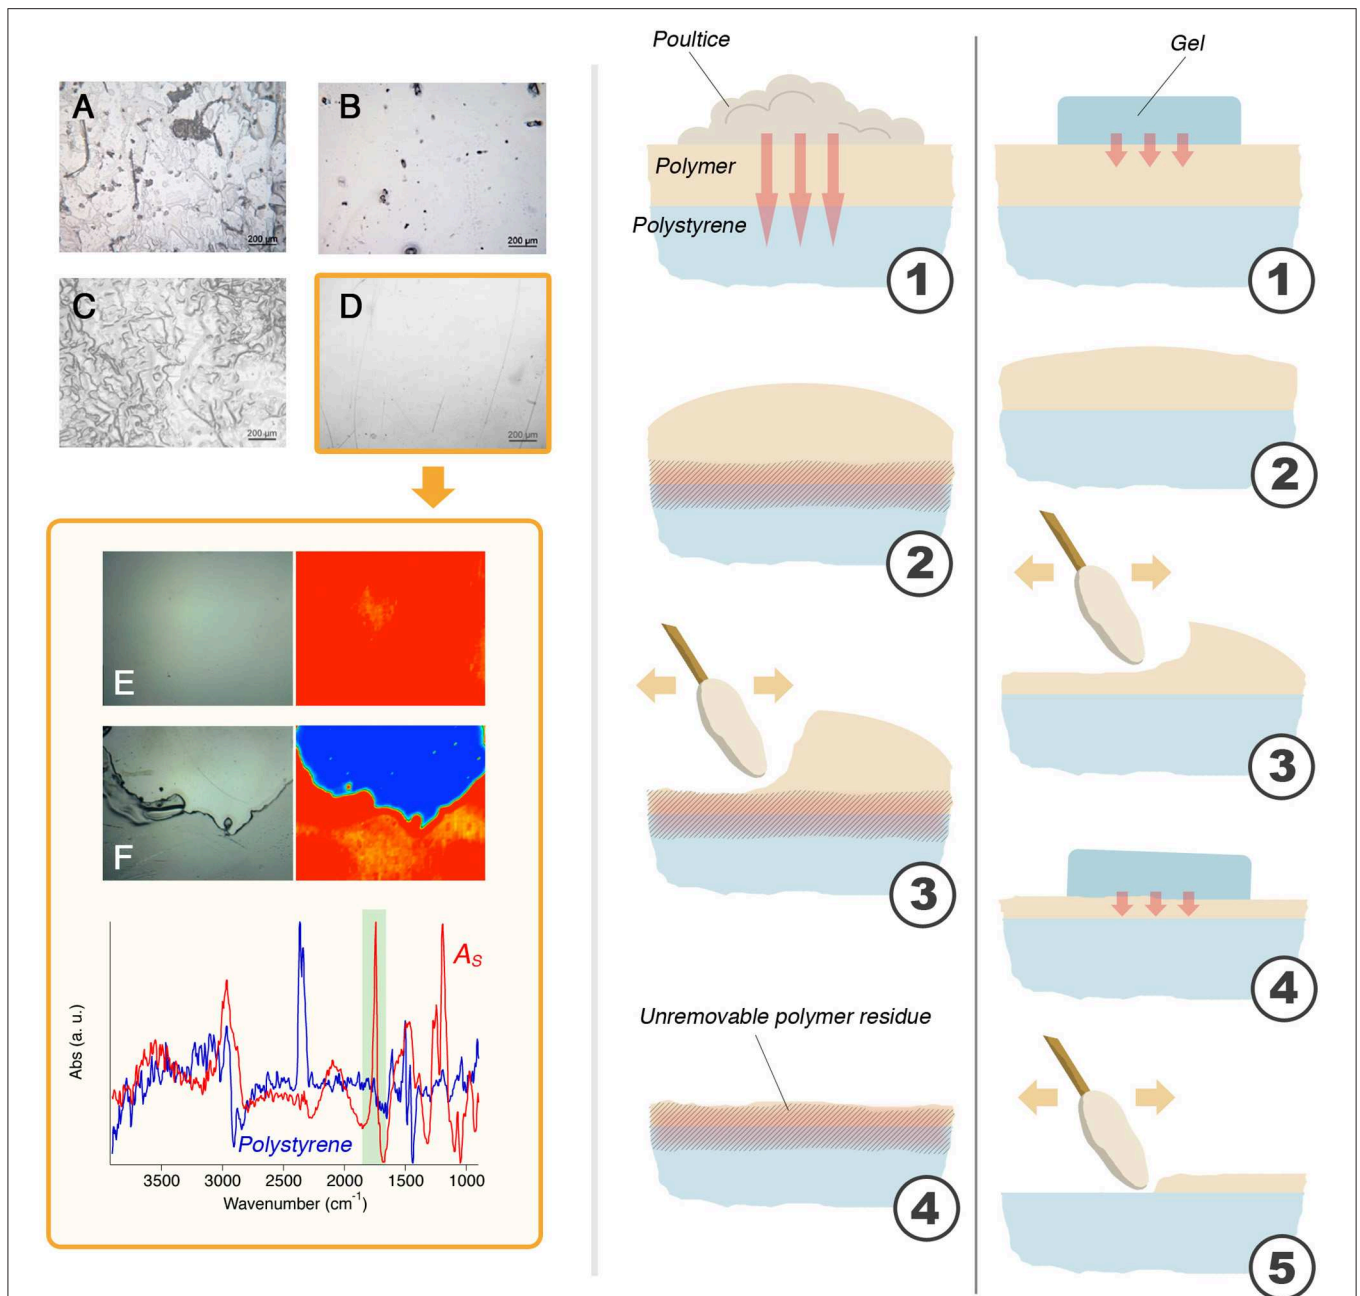 A
200 µm
B
200 µm
C
200 µm
D
200 µm
E
F
Abs (a. u.)
A_S
Polystyrene
3500 3000 2500 2000 1500 1000
Wavenumber (cm⁻¹)
Poultice
Polymer
Polystyrene
1
2
3
Unremovable polymer residue
4
Gel
1
2
3
4
5